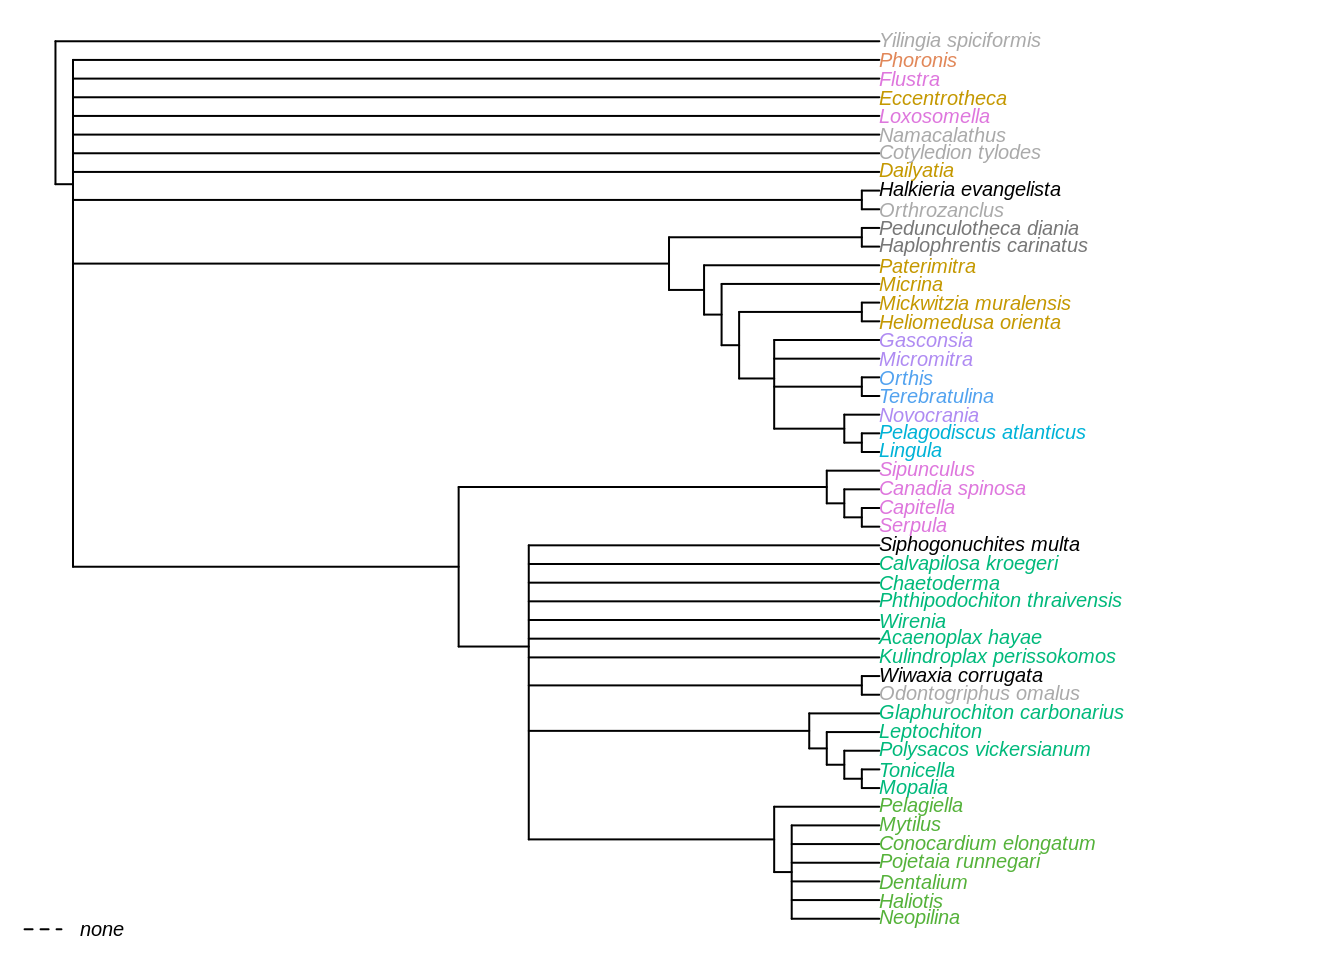 Yilingia spiciformis
Phoronis
Flustra
Eccentrotheca
Loxosomella
Namacalathus
Cotyledion tylodes
Dailyatia
Halkieria evangelista
Orthrozanclus
Pedunculotheca diania
Haplophrentis carinatus
Paterimitra
Micrina
Mickwitzia muralensis
Heliomedusa orienta
Gasconsia
Micromitra
Orthis
Terebratulina
Novocrania
Pelagodiscus atlanticus
Lingula
Sipunculus
Canadia spinosa
Capitella
Serpula
Siphogonuchites multa
Calvapilosa kroegeri
Chaetoderma
Phthipodochiton thraivensis
Wirenia
Acaenoplax hayae
Kulindroplax perissokomos
Wiwaxia corrugata
Odontogriphus omalus
Glaphurochiton carbonarius
Leptochiton
Polysacos vickersianum
Tonicella
Mopalia
Pelagiella
Mytilus
Conocardium elongatum
Pojetaia runnegari
Dentalium
Haliotis
Neopilina
none